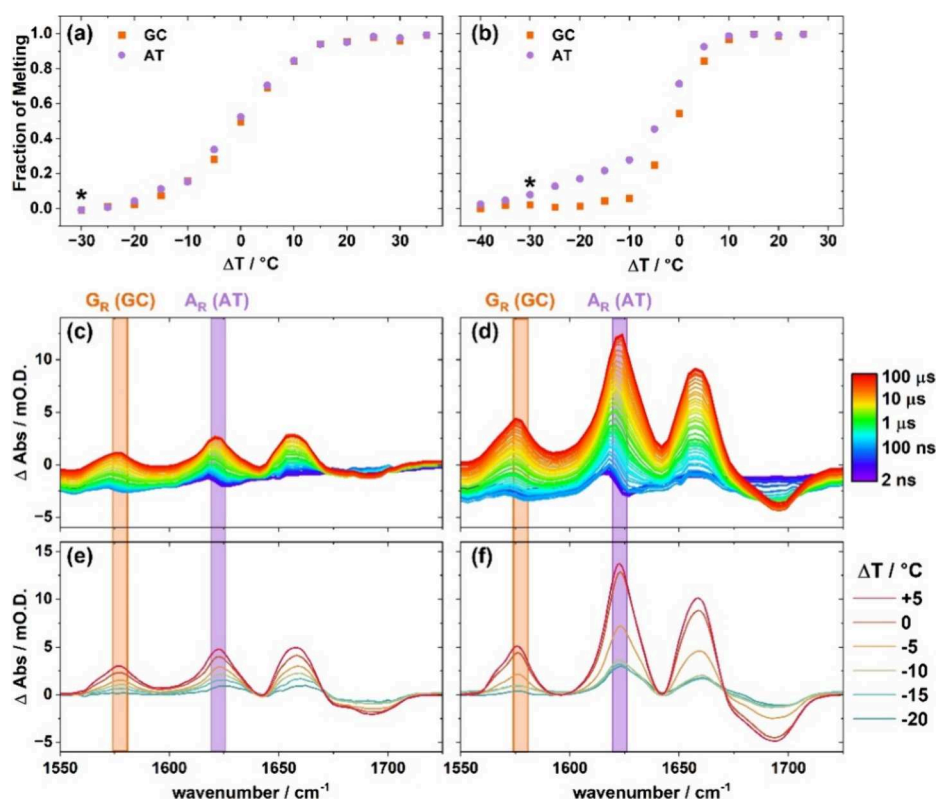 (a)
GC
AT
(b)
GC
AT
1.0
0.8
0.6
0.4
0.2
0.0
Fraction of Melting
*
*
−30 −20 −10 0 10 20 30
−40 −30 −20 −10 0 10 20 30
ΔT / °C
ΔT / °C
G_R (GC) A_R (AT)
G_R (GC) A_R (AT)
(c)
(d)
10
5
0
−5
Δ Abs / mO.D.
100 μs
10 μs
1 μs
100 ns
2 ns
(e)
(f)
15
10
5
0
−5
Δ Abs / mO.D.
ΔT / °C
+5
0
-5
-10
-15
-20
1550 1600 1650 1700
1550 1600 1650 1700
wavenumber / cm⁻¹
wavenumber / cm⁻¹